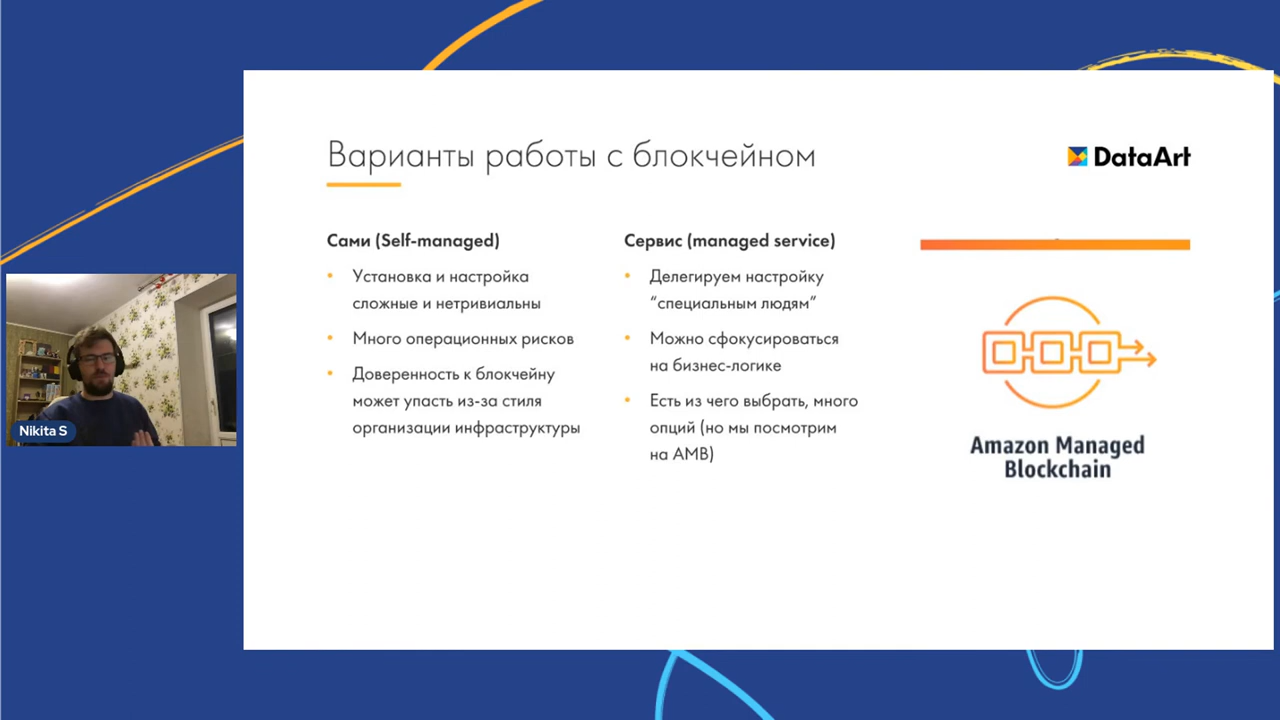 Варианты работы с блокчейном
DataArt
Сами (Self-managed)
Установка и настройка
сложные и нетривиальны
Много операционных рисков
Доверенность к блокчейну
может упасть из-за стиля
организации инфраструктуры
Сервис (managed service)
Делегируем настройку
“специальным людям”
Можно сфокусироваться
на бизнес-логике
Есть из чего выбрать, много
опций (но мы посмотрим
на AMB)
Amazon Managed
Blockchain
Nikita S